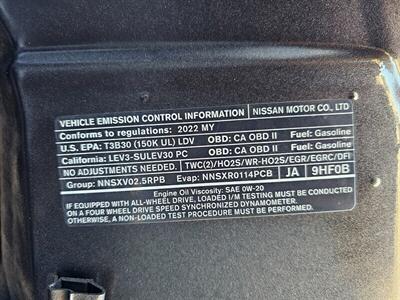 VEHICLE EMISSION CONTROL INFORMATION NISSAN MOTOR CO., LTD
Conforms to regulations: 2022 MY
U.S. EPA: T3B30 (150K UL) LDV OBD: CA OBD II Fuel: Gasoline
California: LEV3-SULEV30 PC OBD: CA OBD II Fuel: Gasoline
NO ADJUSTMENTS NEEDED. TWC(2)/HO2S/WR-HO2S/EGR/EGRC/DFI
Group: NNSXV02.5RPB Evap: NNSXR0114PCB JA 9HF0B
Engine Oil Viscosity: SAE 0W-20
IF EQUIPPED WITH ALL-WHEEL DRIVE, LOADED I/M TESTING MUST BE CONDUCTED
ON A FOUR WHEEL DRIVE SPEED SYNCHRONIZED DYNAMOMETER.
OTHERWISE, A NON-LOADED TEST PROCEDURE MUST BE PERFORMED.